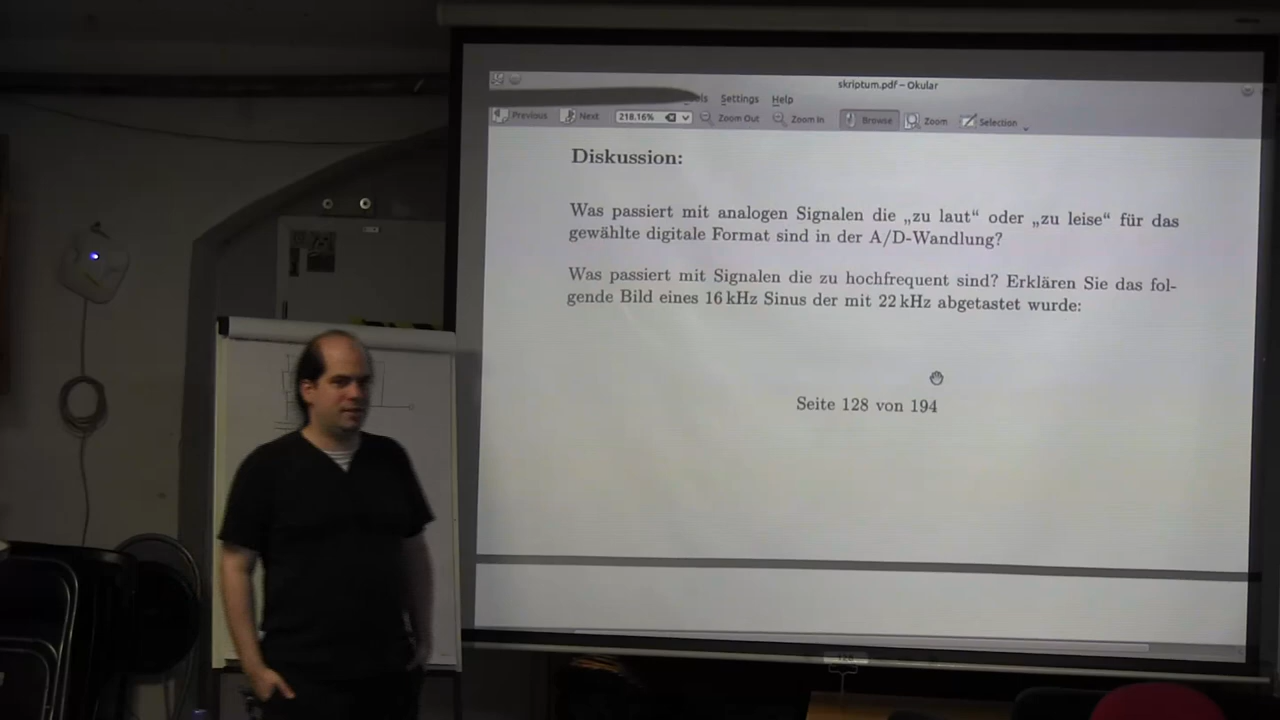 skriptum.pdf – Okular
Settings Help
Previous Next 218.16% Zoom Out Zoom In Browse Zoom Selection
Diskussion:
Was passiert mit analogen Signalen die „zu laut“ oder „zu leise“ für das
gewählte digitale Format sind in der A/D-Wandlung?
Was passiert mit Signalen die zu hochfrequent sind? Erklären Sie das fol-
gende Bild eines 16 kHz Sinus der mit 22 kHz abgetastet wurde:
Seite 128 von 194